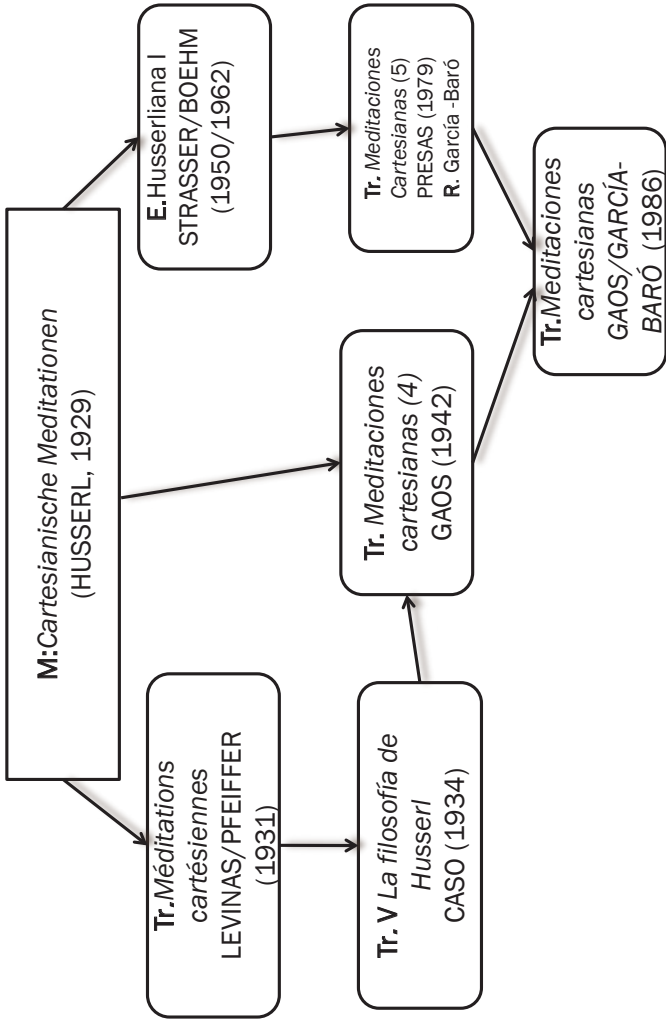 M:Cartesianische Meditationen
(HUSSERL, 1929)
Tr.Méditations
cartésiennes
LEVINAS/PFEIFFER
(1931)
E.Husserliana I
STRASSER/BOEHM
(1950/1962)
Tr. V La filosofía de
Husserl
CASO (1934)
Tr. Meditaciones
cartesianas (4)
GAOS (1942)
Tr. Meditaciones
Cartesianas (5)
PRESAS (1979)
R. García -Baró
Tr.Meditaciones
cartesianas
GAOS/GARCÍA-
BARÓ (1986)